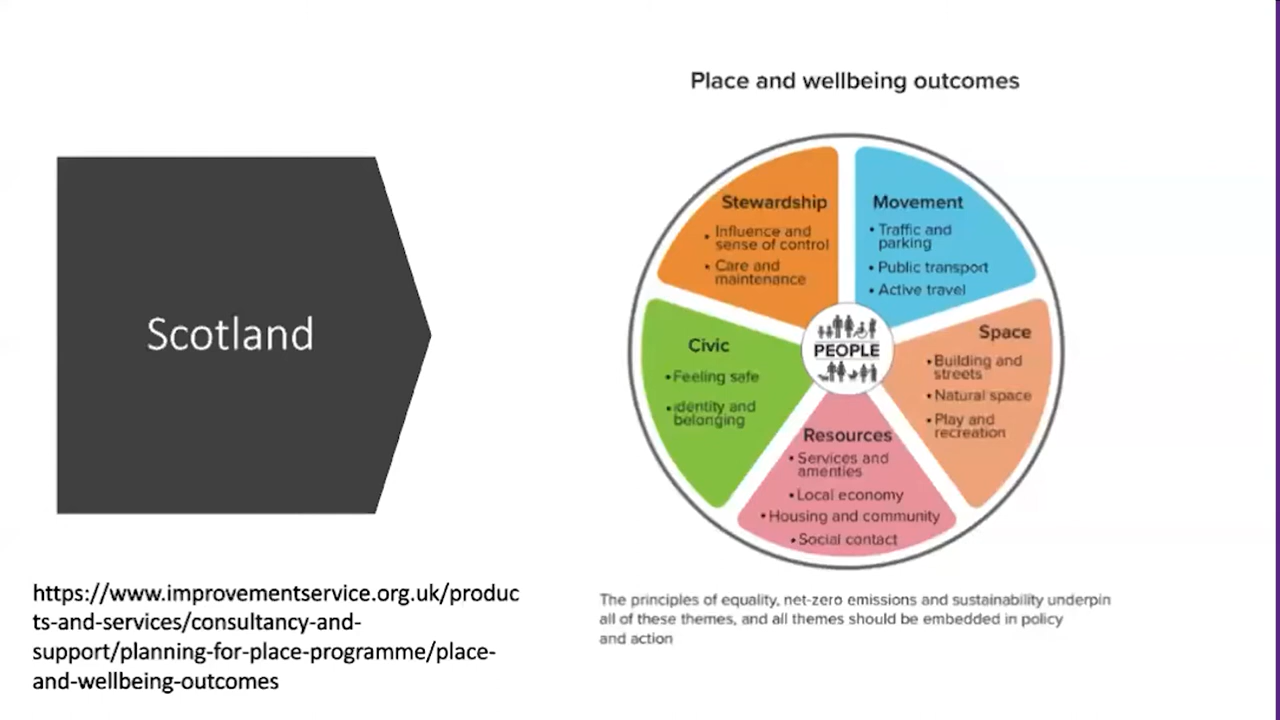 Place and wellbeing outcomes
Scotland
Stewardship
• Influence and
sense of control
• Care and
maintenance
Movement
• Traffic and
parking
• Public transport
• Active travel
Civic
• Feeling safe
• identity and
belonging
PEOPLE
Space
• Building and
streets
• Natural space
• Play and
recreation
Resources
• Services and
amenties
• Local economy
• Housing and community
• Social contact
https://www.improvementservice.org.uk/produc
ts-and-services/consultancy-and-
support/planning-for-place-programme/place-
and-wellbeing-outcomes
The principles of equality, net-zero emissions and sustainability underpin
all of these themes, and all themes should be embedded in policy
and action